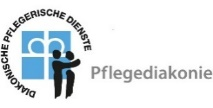 DIAKONISCHE PFLEGERISCHE DIENSTE
Pflegediakonie